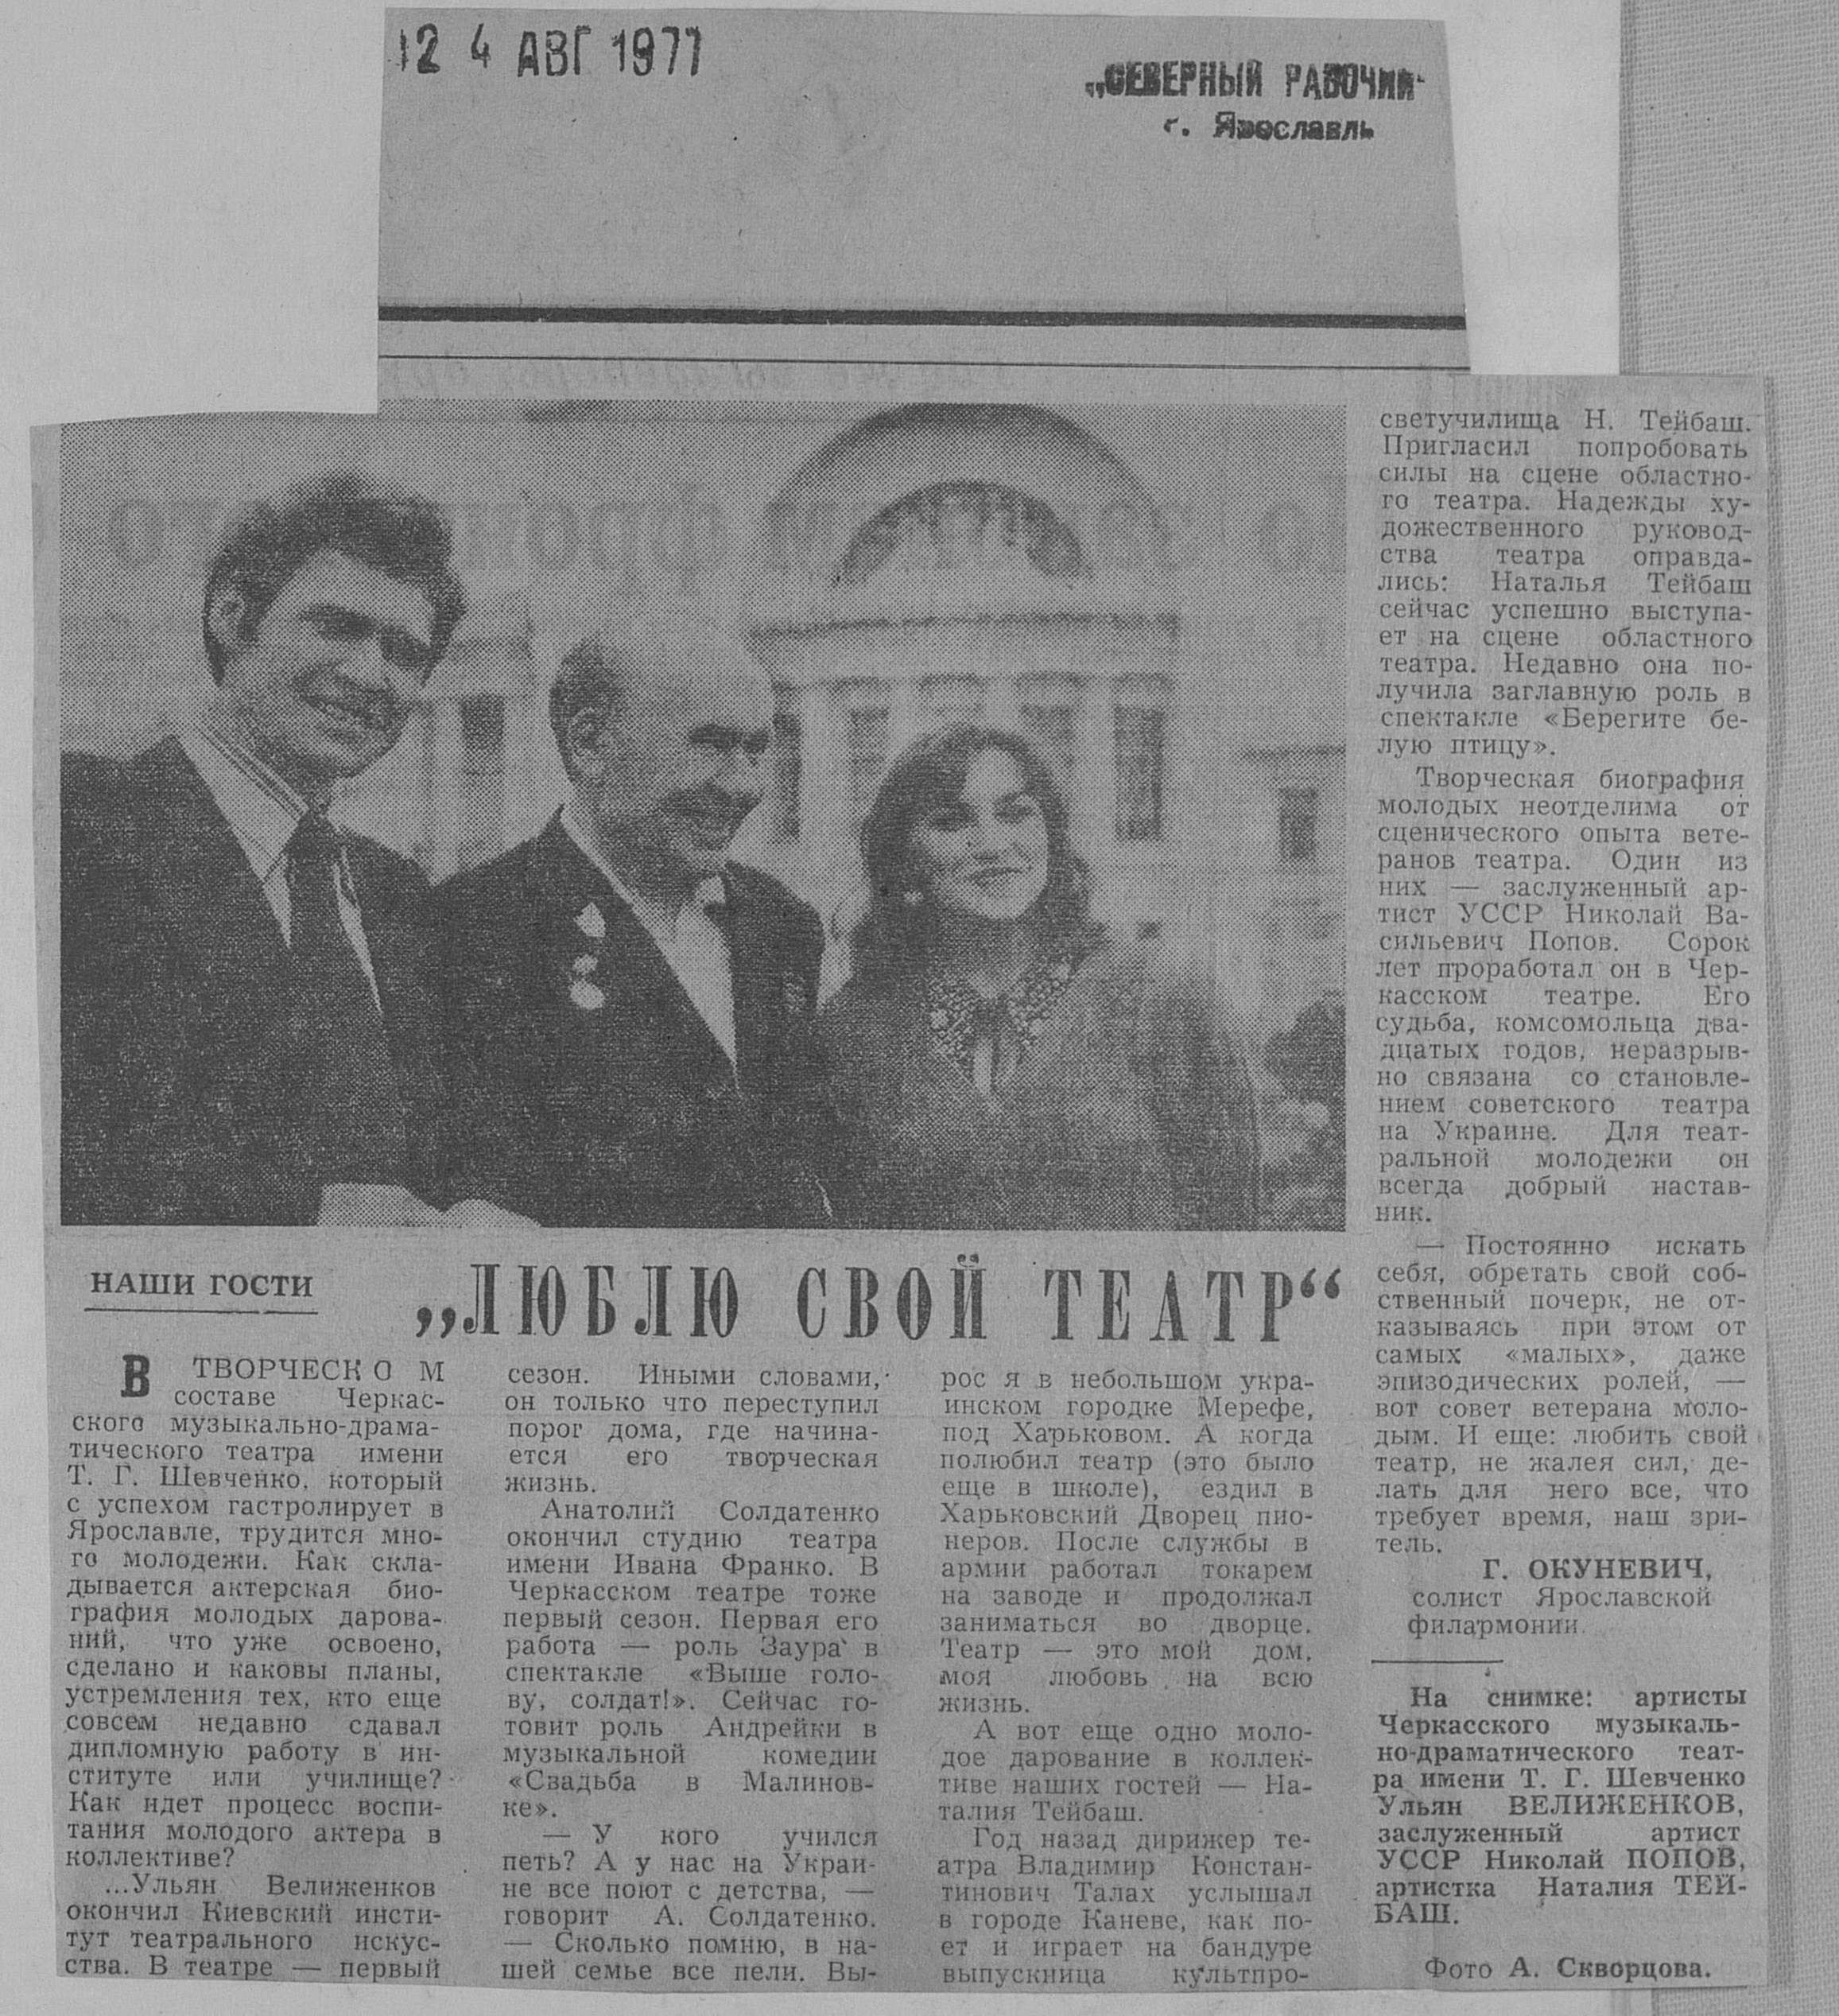 12 4 АВГ 1977
„СЕВЕРНЫЙ РАБОЧИЙ"
г. Ярославль
НАШИ ГОСТИ
„ЛЮБЛЮ СВОЙ ТЕАТР“
В ТВОРЧЕСКОМ
составе Черкас-
ского музыкально-драма-
тического театра имени
Т. Г. Шевченко, который
с успехом гастролирует в
Ярославле, трудится мно-
го молодежи. Как скла-
дывается актерская био-
графия молодых дарова-
ний, что уже освоено,
сделано и каковы планы,
устремления тех, кто еще
совсем недавно сдавал
дипломную работу в ин-
ституте или училище?
Как идет процесс воспи-
тания молодого актера в
коллективе?
...Ульян Велиженков
окончил Киевский инсти-
тут театрального искус-
ства. В театре — первый
сезон. Иными словами,
он только что переступил
порог дома, где начина-
ется его творческая
жизнь.
Анатолий Солдатенко
окончил студию театра
имени Ивана Франко. В
Черкасском театре тоже
первый сезон. Первая его
работа — роль Заура в
спектакле «Выше голо-
ву, солдат!». Сейчас го-
товит роль Андрейки в
музыкальной комедии
«Свадьба в Малинов-
ке».
— У кого учился
петь? А у нас на Украи-
не все поют с детства, —
говорит А. Солдатенко.
— Сколько помню, в на-
шей семье все пели. Вы-
рос я в небольшом укра-
инском городке Мерефе,
под Харьковом. А когда
полюбил театр (это было
еще в школе), ездил в
Харьковский Дворец пио-
неров. После службы в
армии работал токарем
на заводе и продолжал
заниматься во дворце.
Театр — это мой дом,
моя любовь на всю
жизнь.
А вот еще одно моло-
дое дарование в коллек-
тиве наших гостей — На-
талия Тейбаш.
Год назад дирижер те-
атра Владимир Констан-
тинович Талах услышал
в городе Каневе, как по-
ет и играет на бандуре
выпускница культпро-
светучилища Н. Тейбаш.
Пригласил попробовать
силы на сцене областно-
го театра. Надежды ху-
дожественного руковод-
ства театра оправда-
лись: Наталья Тейбаш
сейчас успешно выступа-
ет на сцене областного
театра. Недавно она по-
лучила заглавную роль в
спектакле «Берегите бе-
лую птицу».
Творческая биография
молодых неотделима от
сценического опыта вете-
ранов театра. Один из
них — заслуженный ар-
тист УССР Николай Ва-
сильевич Попов. Сорок
лет проработал он в Чер-
касском театре. Его
судьба, комсомольца два-
дцатых годов, неразрыв-
но связана со становле-
нием советского театра
на Украине. Для теат-
ральной молодежи он
всегда добрый настав-
ник.
— Постоянно искать
себя, обретать свой соб-
ственный почерк, не от-
казываясь при этом от
самых «малых», даже
эпизодических ролей, —
вот совет ветерана моло-
дым. И еще: любить свой
театр, не жалея сил, де-
лать для него все, что
требует время, наш зри-
тель.
Г. ОКУНЕВИЧ,
солист Ярославской
филармонии.
На снимке: артисты
Черкасского музыкаль-
но-драматического теат-
ра имени Т. Г. Шевченко
Ульян ВЕЛИЖЕНКОВ,
заслуженный артист
УССР Николай ПОПОВ,
артистка Наталия ТЕЙ-
БАШ.
Фото А. Скворцова.